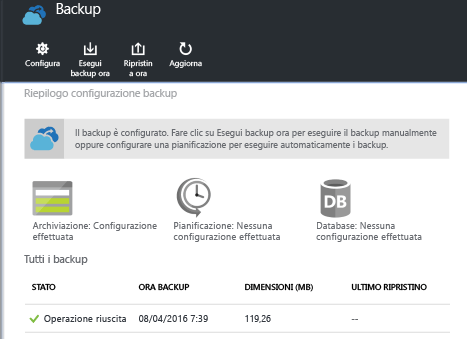 Backup
Configura
Esegui
backup ora
Ripristin
a ora
Aggiorna
Riepilogo configurazione backup
Il backup è configurato. Fare clic su Esegui backup ora per eseguire il backup manualmente
oppure configurare una pianificazione per eseguire automaticamente i backup.
Archiviazione: Configurazione
effettuata
Pianificazione: Nessuna
configurazione effettuata
DB
Database: Nessuna
configurazione effettuata
Tutti i backup
STATO ORA BACKUP DIMENSIONI (MB) ULTIMO RIPRISTINO
Operazione riuscita 08/04/2016 7:39 119,26 --